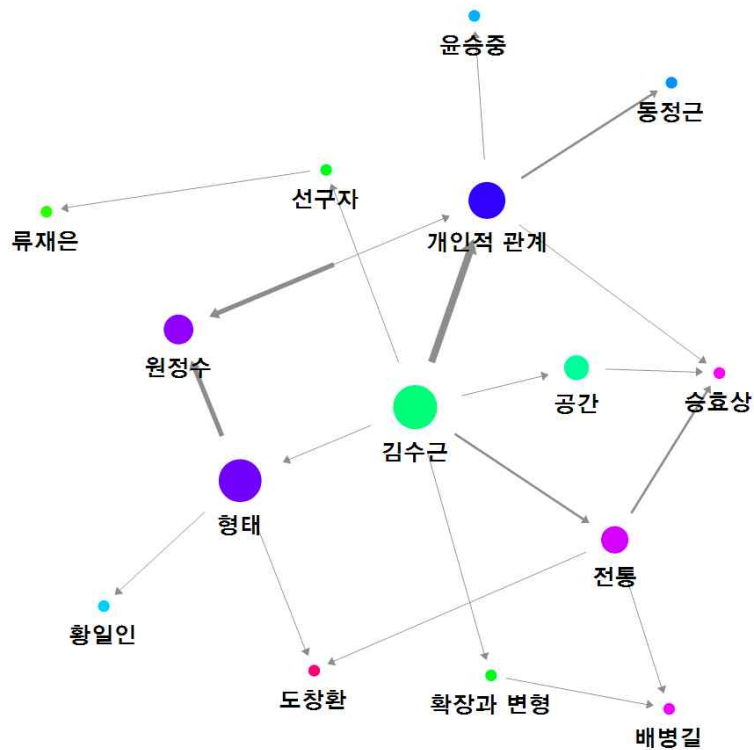 윤승중
동정근
선구자
류재은
개인적 관계
원정수
공간
승효상
김수근
형태
전통
황일인
도창환
확장과 변형
배병길